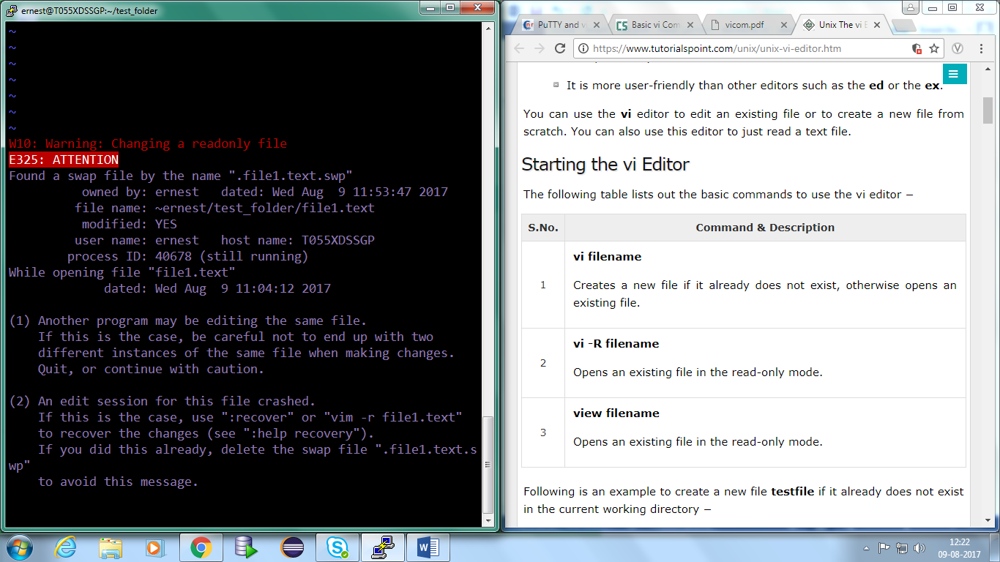 ernest@T055XDSSGP:~/test_folder
~
~
~
~
~
~
~
W10: Warning: Changing a readonly file
E325: ATTENTION
Found a swap file by the name ".file1.text.swp"
owned by: ernest   dated: Wed Aug  9 11:53:47 2017
file name: ~ernest/test_folder/file1.text
modified: YES
user name: ernest   host name: T055XDSSGP
process ID: 40678 (still running)
While opening file "file1.text"
dated: Wed Aug  9 11:04:12 2017
(1) Another program may be editing the same file.
If this is the case, be careful not to end up with two
different instances of the same file when making changes.
Quit, or continue with caution.
(2) An edit session for this file crashed.
If this is the case, use ":recover" or "vim -r file1.text"
to recover the changes (see ":help recovery").
If you did this already, delete the swap file ".file1.text.s
wp"
to avoid this message.
PuTTY and v
Basic vi Com
vicom.pdf
Unix The vi E
https://www.tutorialspoint.com/unix/unix-vi-editor.htm
It is more user-friendly than other editors such as the ed or the ex.
You can use the vi editor to edit an existing file or to create a new file from
scratch. You can also use this editor to just read a text file.
Starting the vi Editor
The following table lists out the basic commands to use the vi editor −
S.No.
Command & Description
1
vi filename
Creates a new file if it already does not exist, otherwise opens an
existing file.
2
vi -R filename
Opens an existing file in the read-only mode.
3
view filename
Opens an existing file in the read-only mode.
Following is an example to create a new file testfile if it already does not exist
in the current working directory −
12:22
09-08-2017